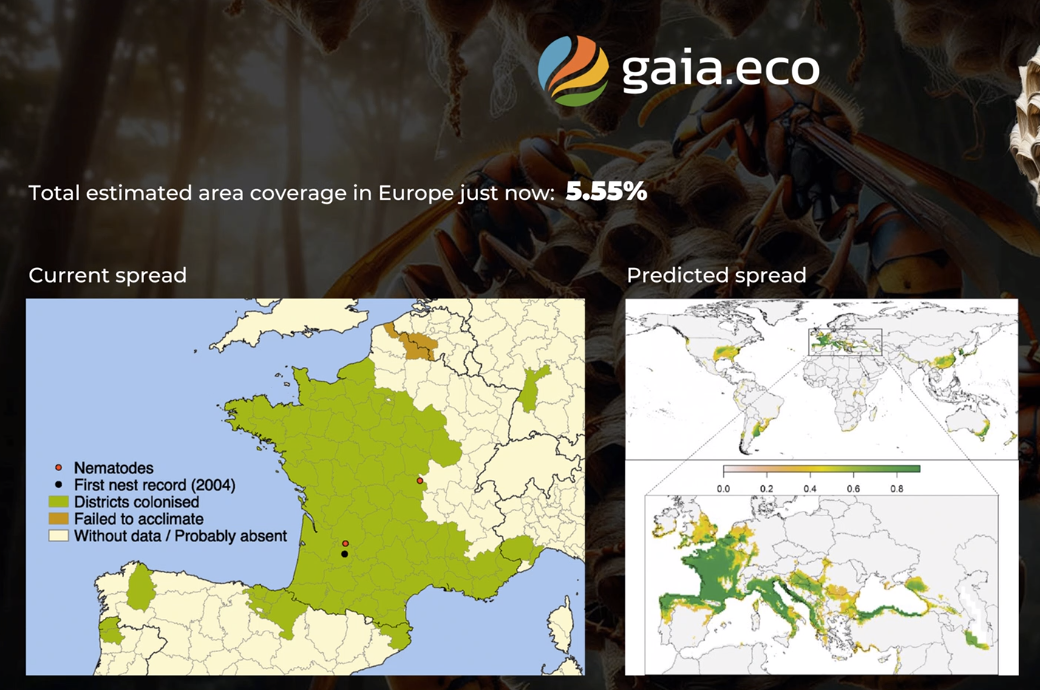 gaia.eco
Total estimated area coverage in Europe just now: 5.55%
Current spread
Predicted spread
Nematodes
First nest record (2004)
Districts colonised
Failed to acclimate
Without data / Probably absent
0.0 0.2 0.4 0.6 0.8